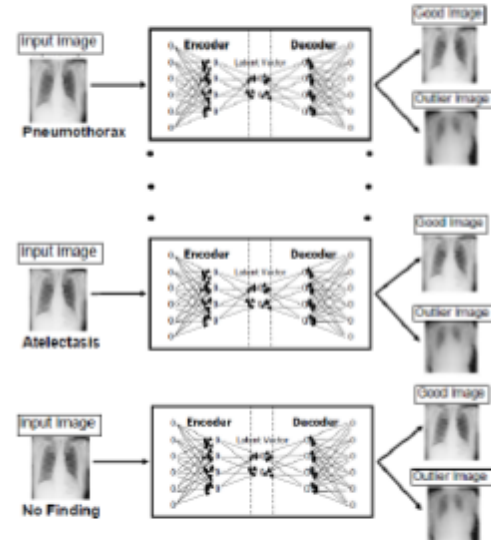 Good Image
Input Image
Encoder
Decoder
Latent Vector
Outlier Image
Pneumothorax
Good Image
Input Image
Encoder
Decoder
Latent Vector
Outlier Image
Atelectasis
Good Image
Input Image
Encoder
Decoder
Latent Vector
Outlier Image
No Finding